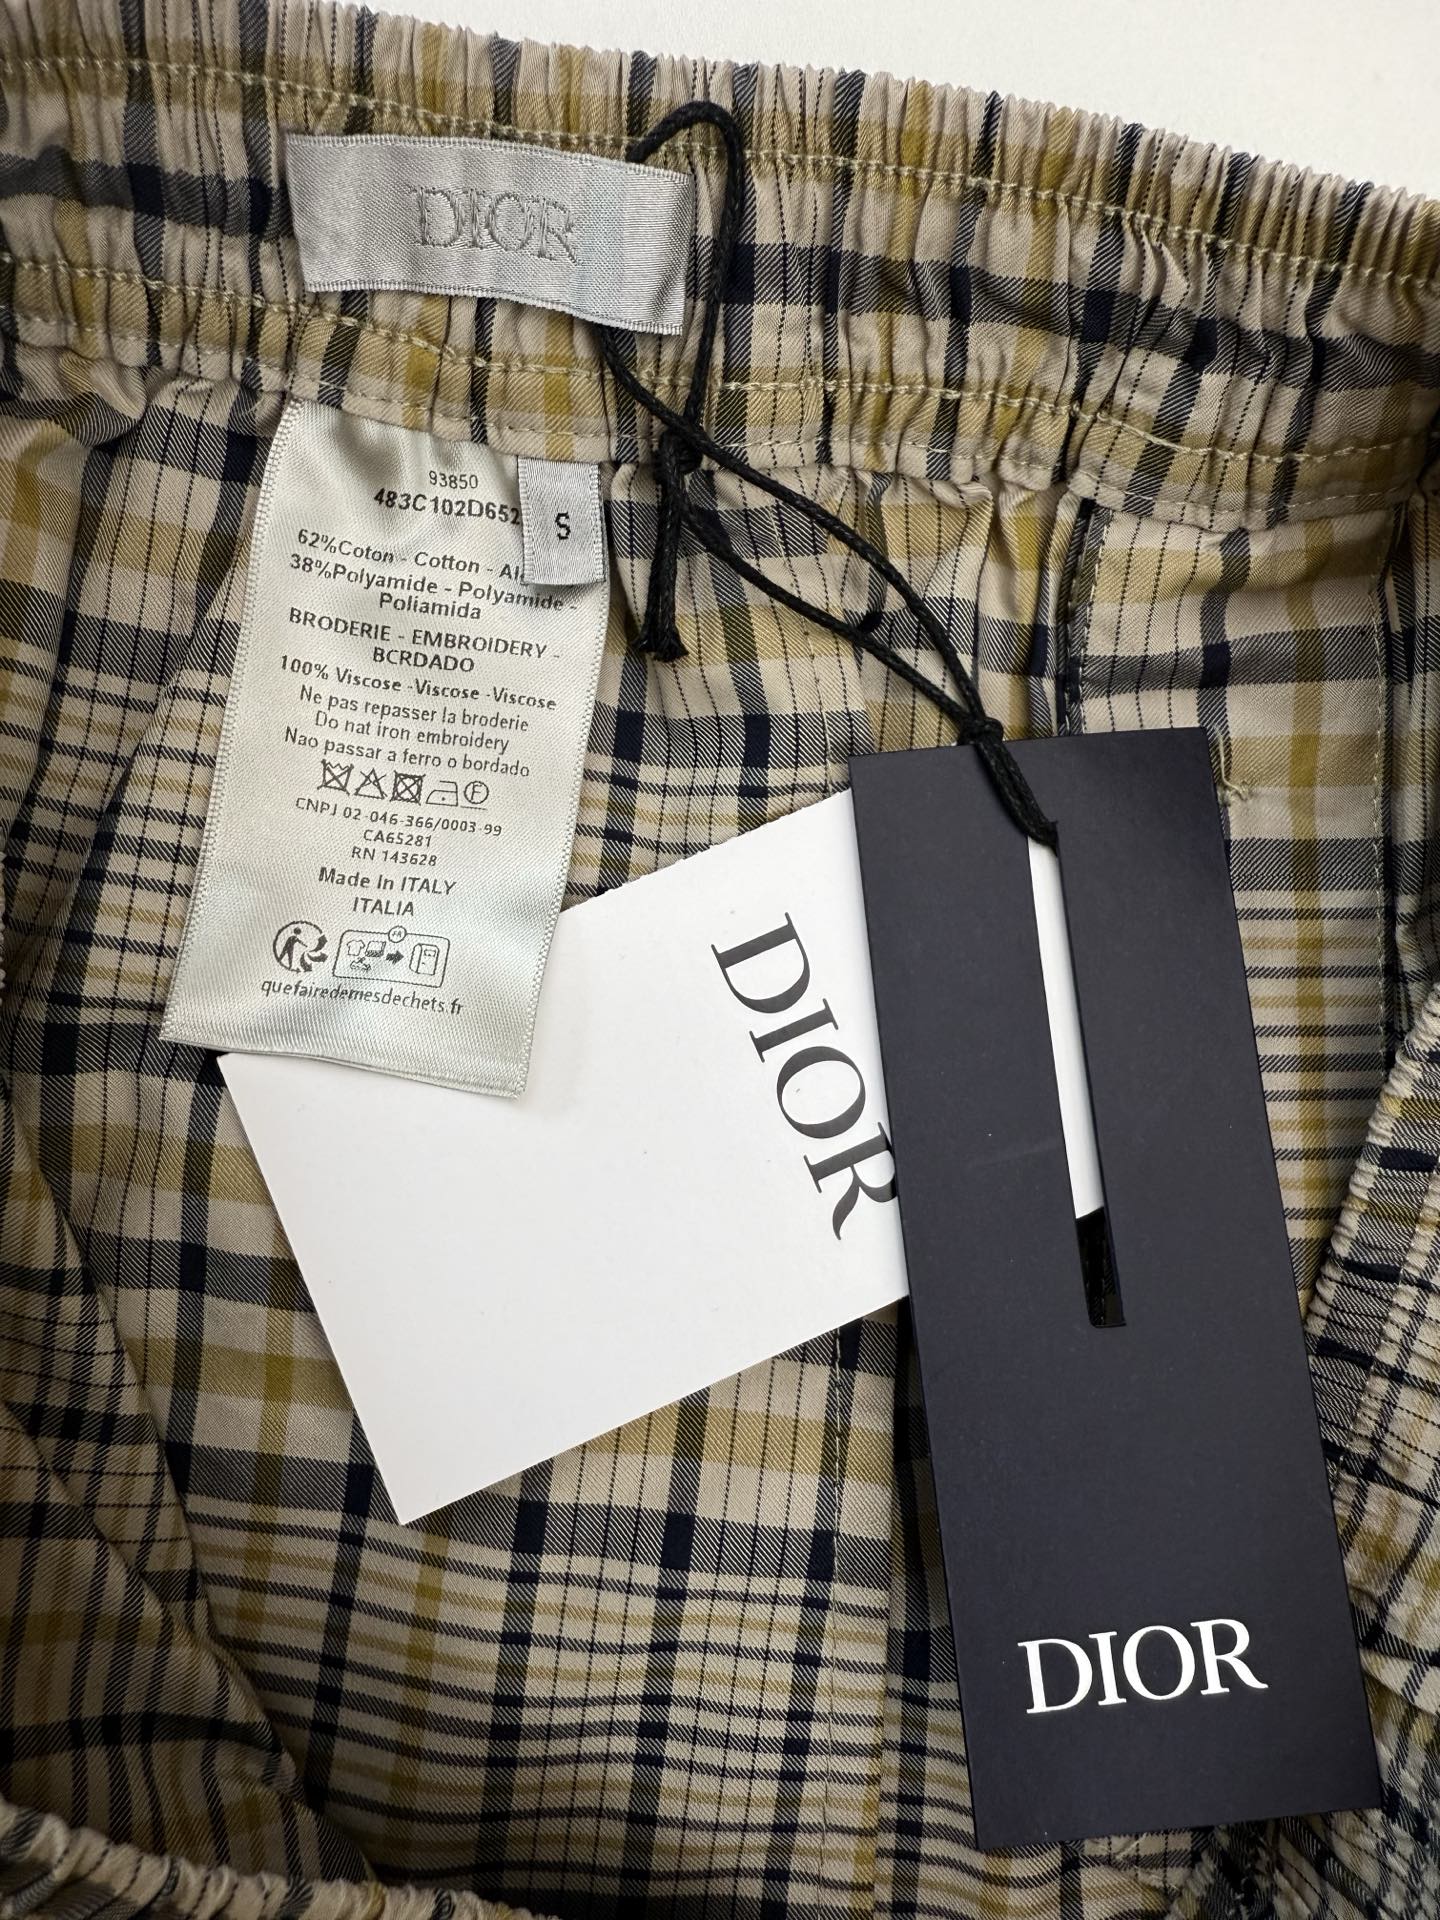 DIOR
93850
483C102D652
S
62%Coton - Cotton - Al
38%Polyamide - Polyamide -
Poliamida
BRODERIE - EMBROIDERY -
BCRDADO
100% Viscose -Viscose -Viscose
Ne pas repasser la broderie
Do nat iron embroidery
Nao passar a ferro o bordado
F
CNPJ 02-046-366/0003-99
CA65281
RN 143628
Made In ITALY
ITALIA
FR
quefairedemesdechets.fr
DIOR
DIOR